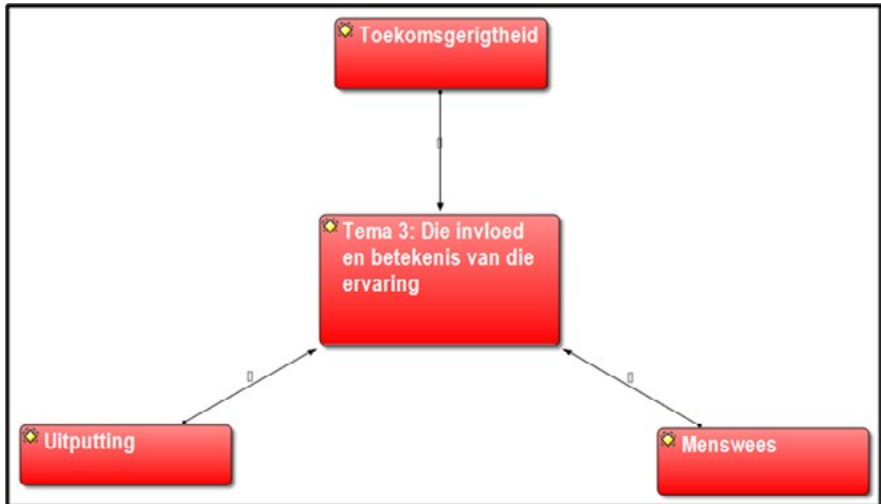 Toekomsgerigtheid
Tema 3: Die invloed
en betekenis van die
ervaring
Uitputting
Menswees